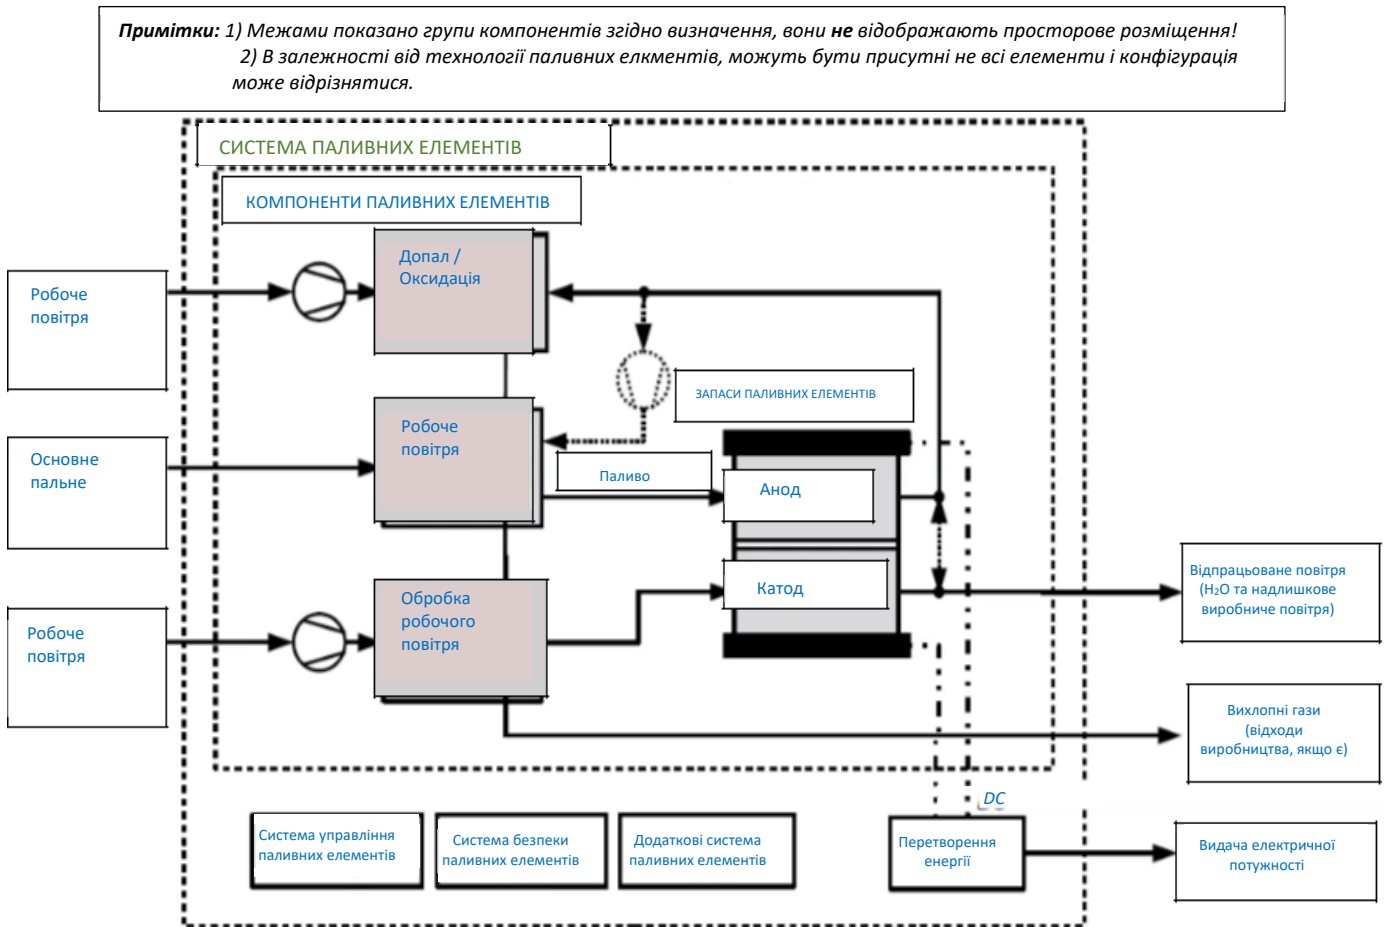 Примітки: 1) Межами показано групи компонентів згідно визначення, вони не відображають просторове розміщення!
2) В залежності від технології паливних елкментів, можуть бути присутні не всі елементи і конфігурація
може відрізнятися.
СИСТЕМА ПАЛИВНИХ ЕЛЕМЕНТІВ
КОМПОНЕНТИ ПАЛИВНИХ ЕЛЕМЕНТІВ
Допал /
Оксидація
Робоче
повітря
ЗАПАСИ ПАЛИВНИХ ЕЛЕМЕНТІВ
Робоче
повітря
Основне
пальне
Паливо
Анод
Відпрацьоване повітря
(H₂O та надлишкове
виробниче повітря)
Катод
Обробка
робочого
повітря
Робоче
повітря
Вихлопні гази
(відходи
виробництва, якщо є)
DC
Система управління
паливних елементів
Система безпеки
паливних елементів
Додаткові система
паливних елементів
Перетворення
енергії
Видача електричної
потужності